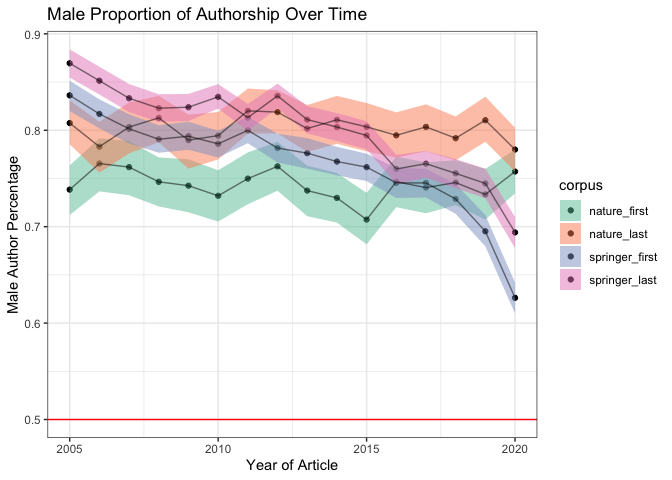 Male Proportion of Authorship Over Time
Male Author Percentage
0.9
0.8
0.7
0.6
0.5
2005
2010
2015
2020
Year of Article
corpus
nature_first
nature_last
springer_first
springer_last